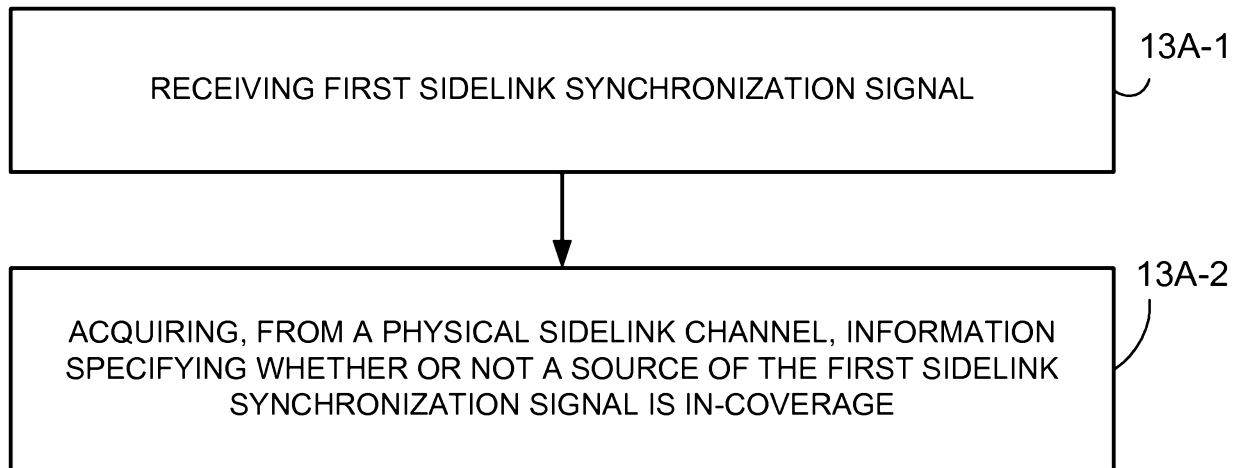 RECEIVING FIRST SIDELINK SYNCHRONIZATION SIGNAL
13A-1
ACQUIRING, FROM A PHYSICAL SIDELINK CHANNEL, INFORMATION
SPECIFYING WHETHER OR NOT A SOURCE OF THE FIRST SIDELINK
SYNCHRONIZATION SIGNAL IS IN-COVERAGE
13A-2